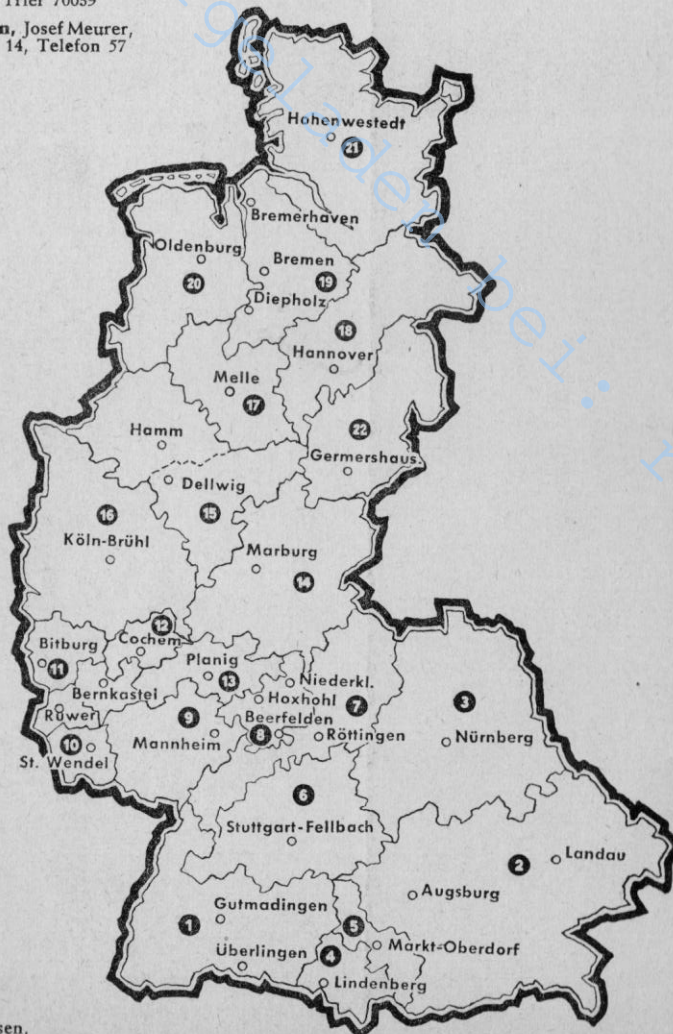 Trier 70059
n, Josef Meurer,
14, Telefon 57
geladen bei: r
Hohenwestedt
21
Bremerhaven
Oldenburg
Bremen
20
19
Diepholz
18
Hannover
Melle
17
Hamm
22
Germershaus.
Dellwig
16
15
Köln-Brühl
Marburg
14
12
Bitburg
Cochem
11
Planig
13
Niederkl.
Bernkastel
Hoxhohl
Ruwer
9
7
3
Beerfelden
10
Mannheim
8
Röttingen
Nürnberg
St. Wendel
6
Stuttgart-Fellbach
2
Landau
Augsburg
Gutmadingen
1
5
Markt-Oberdorf
Überlingen
4
Lindenberg
sen.